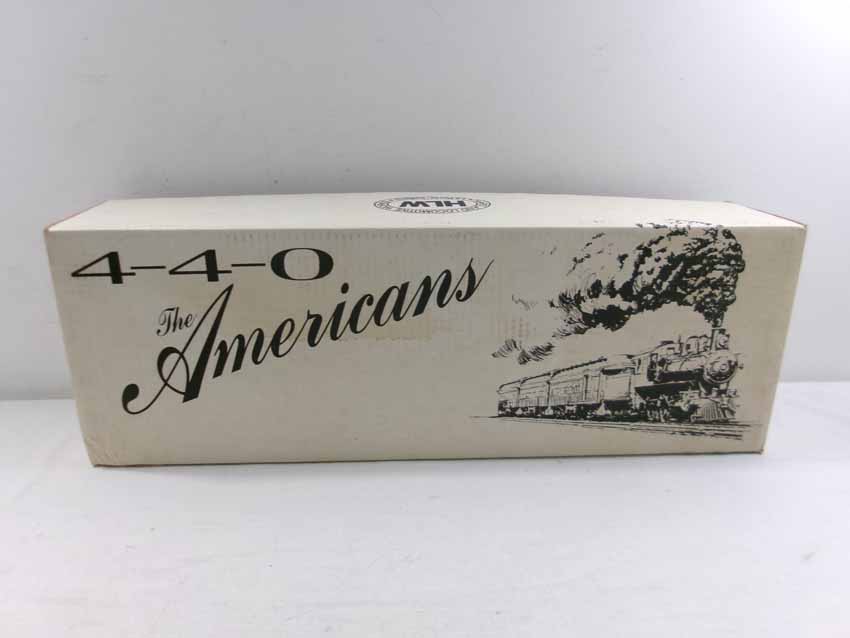 HLW
4-4-0
The
Americans